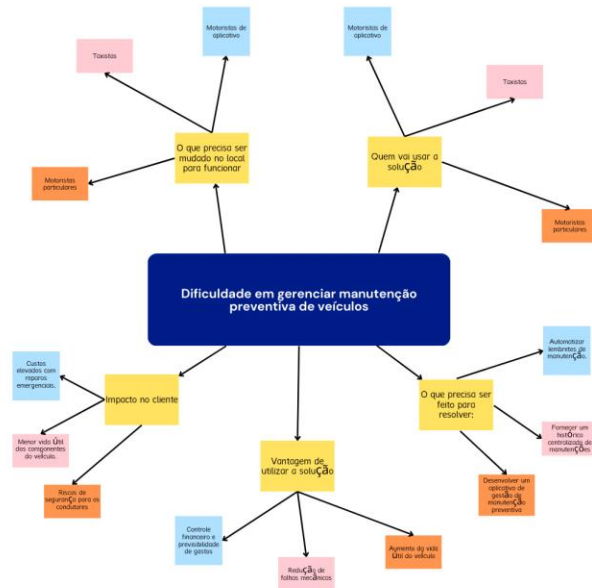 Motoristas de
aplicativo
Taxistas
O que precisa ser
mudado no local
para funcionar
Motoristas
particulares
Motoristas de
aplicativo
Taxistas
Quem vai usar a
solução
Motoristas
particulares
Dificuldade em gerenciar manutenção
preventiva de veículos
Custos
elevados com
reparos
emergenciais.
Impacto no cliente
Menor vida útil
dos componentes
do veículo.
Riscos de
segurança para os
condutores
Vantagem de
utilizar a solução
Controle
financeiro e
previsibilidade
de gastos
Redução de
falhas mecânicas
Aumento da vida
útil do veículo
O que precisa ser
feito para
resolver:
Automatizar
lembretes de
manutenção.
Fornecer um
histórico
centralizado de
manutenções
Desenvolver um
aplicativo de
gestão de
manutenção
preventiva